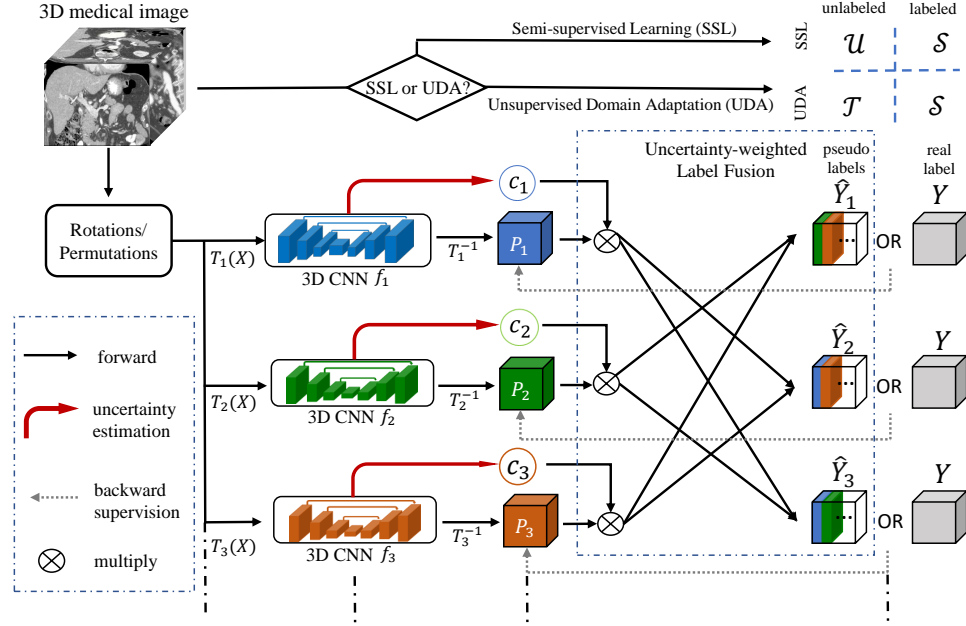 3D medical image
unlabeled
labeled
Semi-supervised Learning (SSL)
SSL
𝒰
𝒮
SSL or UDA?
Unsupervised Domain Adaptation (UDA)
UDA
𝒯
𝒮
Uncertainty-weighted
Label Fusion
pseudo
labels
real
label
Rotations/
Permutations
T₁(X)
3D CNN f₁
c₁
T₁⁻¹
P₁
Ŷ₁
...
OR
Y
forward
uncertainty
estimation
backward
supervision
multiply
T₂(X)
3D CNN f₂
c₂
T₂⁻¹
P₂
Ŷ₂
...
OR
Y
T₃(X)
3D CNN f₃
c₃
T₃⁻¹
P₃
Ŷ₃
...
OR
Y